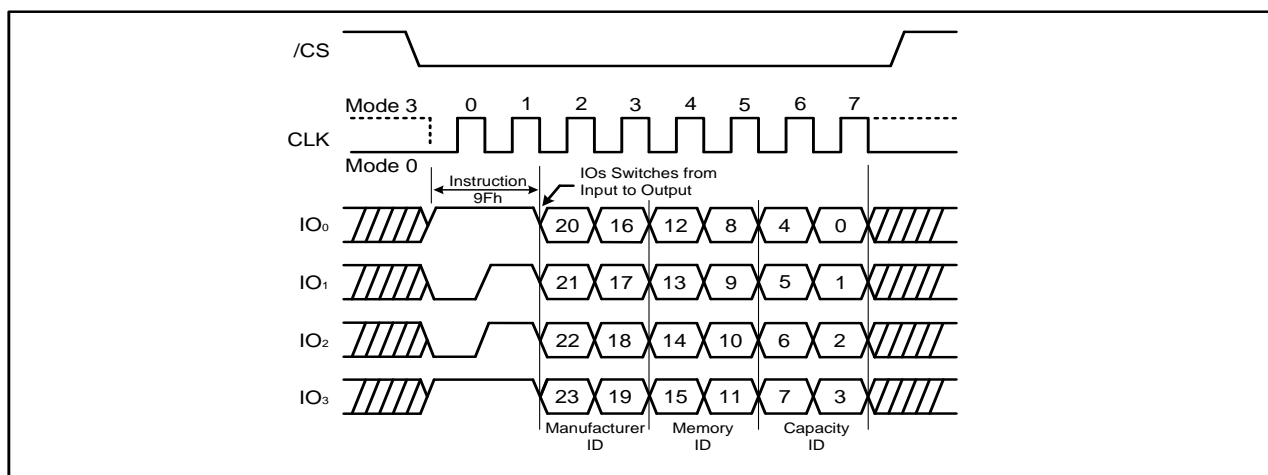 /CS
Mode 3 0 1 2 3 4 5 6 7
CLK
Mode 0
Instruction
9Fh
IOs Switches from
Input to Output
IO₀ 20 16 12 8 4 0
IO₁ 21 17 13 9 5 1
IO₂ 22 18 14 10 6 2
IO₃ 23 19 15 11 7 3
Manufacturer Memory Capacity
ID ID ID